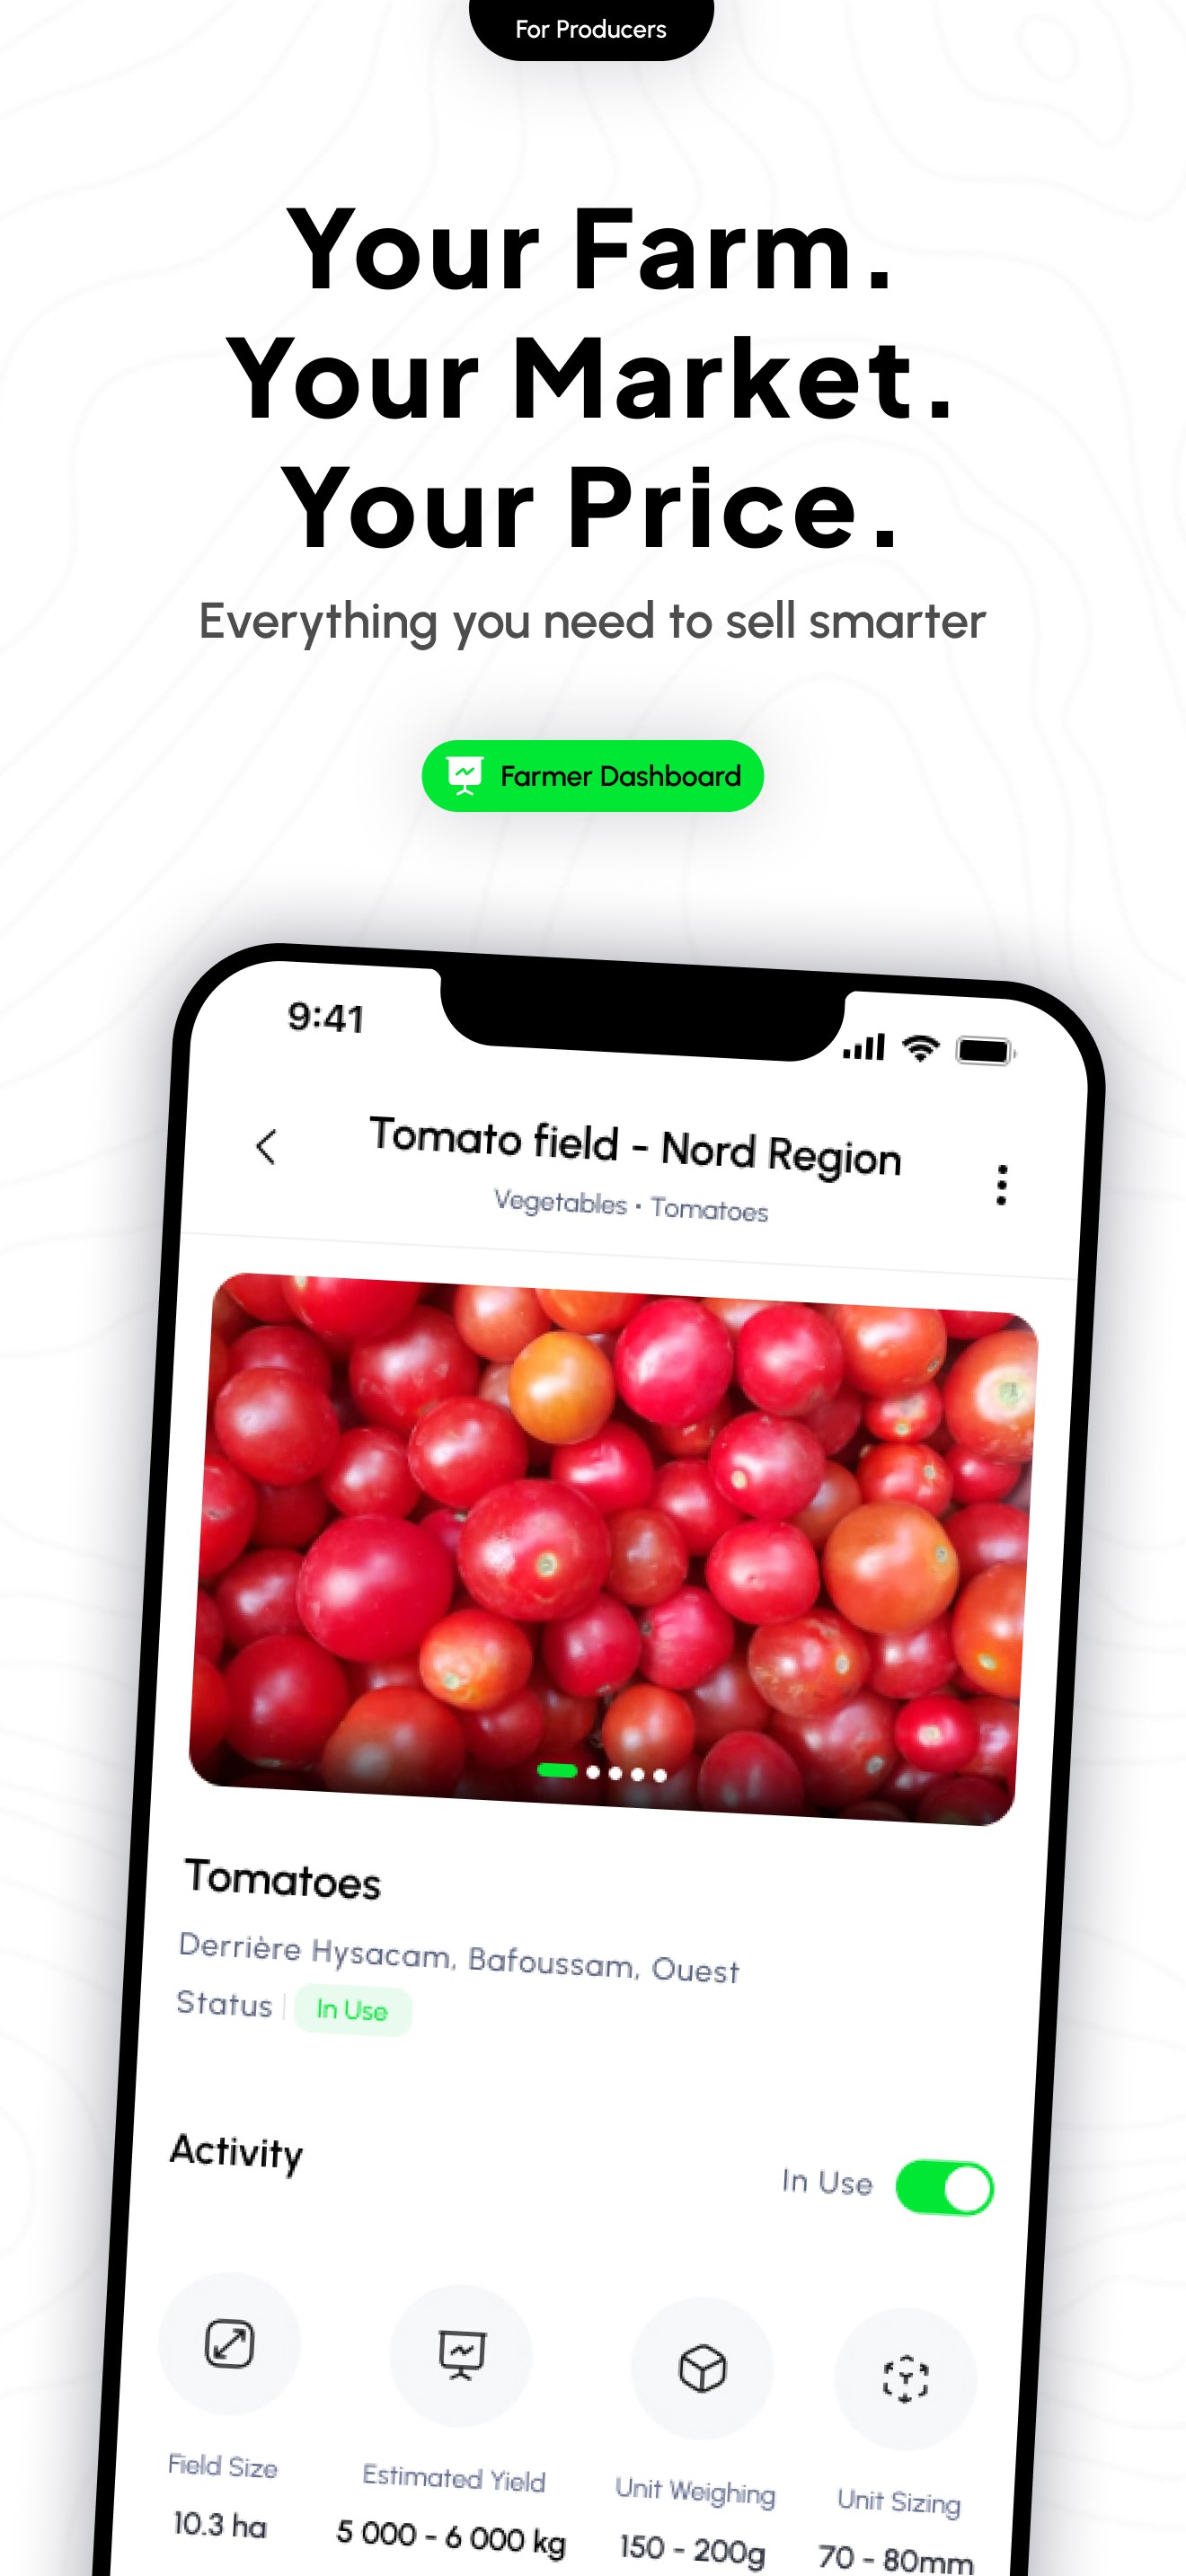 For Producers
Your Farm.
Your Market.
Your Price.
Everything you need to sell smarter
Farmer Dashboard
9:41
Tomato field - Nord Region
Vegetables • Tomatoes
Tomatoes
Derrière Hysacam, Bafoussam, Ouest
Status In Use
Activity In Use
Field Size Estimated Yield Unit Weighing Unit Sizing
10.3 ha 5 000 - 6 000 kg 150 - 200g 70 - 80mm